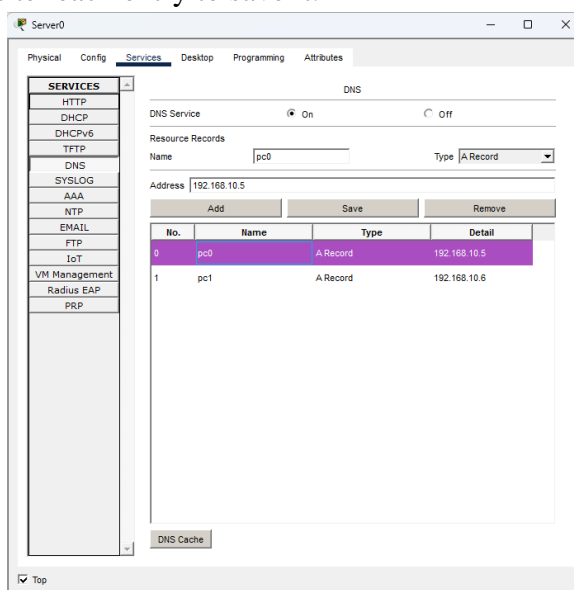 Server0
Physical Config Services Desktop Programming Attributes
SERVICES
HTTP
DHCP
DHCPv6
TFTP
DNS
SYSLOG
AAA
NTP
EMAIL
FTP
IoT
VM Management
Radius EAP
PRP
DNS
DNS Service On Off
Resource Records
Name pc0 Type A Record
Address 192.168.10.5
Add Save Remove
No. Name Type Detail
0 pc0 A Record 192.168.10.5
1 pc1 A Record 192.168.10.6
DNS Cache
Top